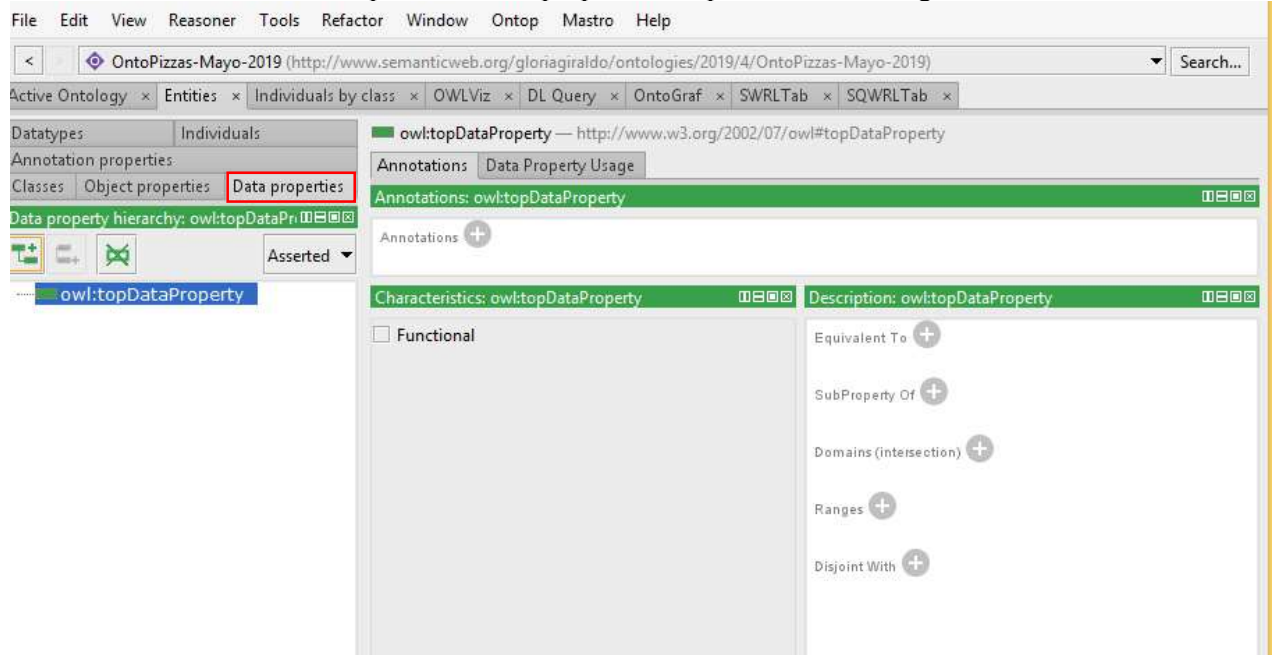 File Edit View Reasoner Tools Refactor Window Ontop Mastro Help
< OntoPizzas-Mayo-2019 (http://www.semanticweb.org/gloriagiraldo/ontologies/2019/4/OntoPizzas-Mayo-2019) Search...
Active Ontology × Entities × Individuals by class × OWLViz × DL Query × OntoGraf × SWRLTab × SQWRLTab ×
Datatypes Individuals
Annotation properties
Classes Object properties Data properties
Data property hierarchy: owl:topDataPr
Asserted
owl:topDataProperty
owl:topDataProperty — http://www.w3.org/2002/07/owl#topDataProperty
Annotations Data Property Usage
Annotations: owl:topDataProperty
Annotations
Characteristics: owl:topDataProperty
Functional
Description: owl:topDataProperty
Equivalent To
SubProperty Of
Domains (intersection)
Ranges
Disjoint With